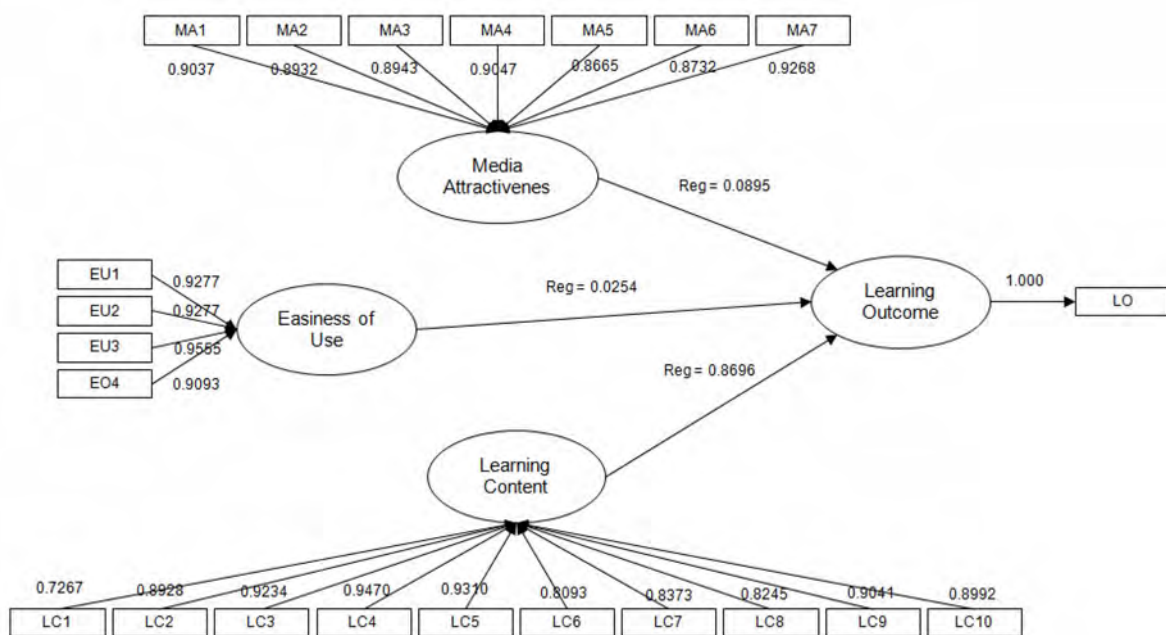 MA1 MA2 MA3 MA4 MA5 MA6 MA7
0.9037 0.8932 0.8943 0.9047 0.8665 0.8732 0.9268
Media
Attractivenes
Reg = 0.0895
EU1
0.9277
EU2
0.9277
EU3
0.9555
EO4
0.9093
Easiness of
Use
Reg = 0.0254
Learning
Outcome
1.000
LO
Reg = 0.8696
Learning
Content
0.7267 0.8928 0.9234 0.9470 0.9310 0.8093 0.8373 0.8245 0.9041 0.8992
LC1 LC2 LC3 LC4 LC5 LC6 LC7 LC8 LC9 LC10